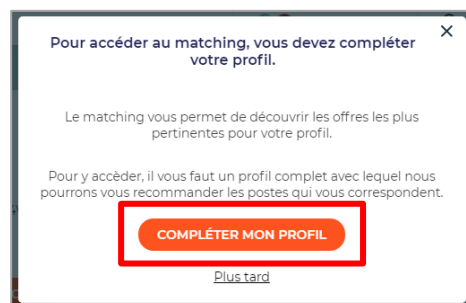 Pour accéder au matching, vous devez compléter
votre profil.
Le matching vous permet de découvrir les offres les plus
pertinentes pour votre profil.
Pour y accèder, il vous faut un profil complet avec lequel nous
pourrons vous recommander les postes qui vous correspondent.
COMPLÉTER MON PROFIL
Plus tard